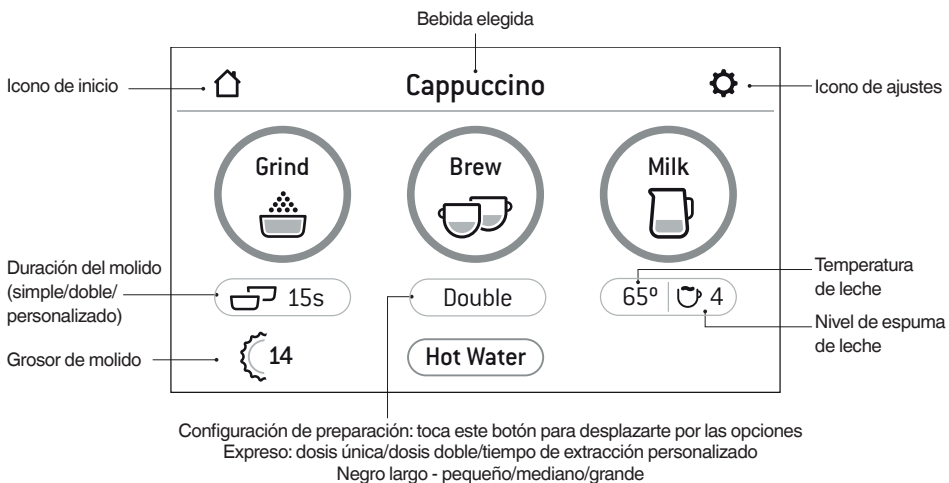 Bebida elegida
Icono de inicio
Cappuccino
Icono de ajustes
Grind
Brew
Milk
Duración del molido
(simple/doble/
personalizado)
15s
Double
65º
4
Temperatura
de leche
Nivel de espuma
de leche
Grosor de molido
14
Hot Water
Configuración de preparación: toca este botón para desplazarte por las opciones
Expreso: dosis única/dosis doble/tiempo de extracción personalizado
Negro largo - pequeño/mediano/grande